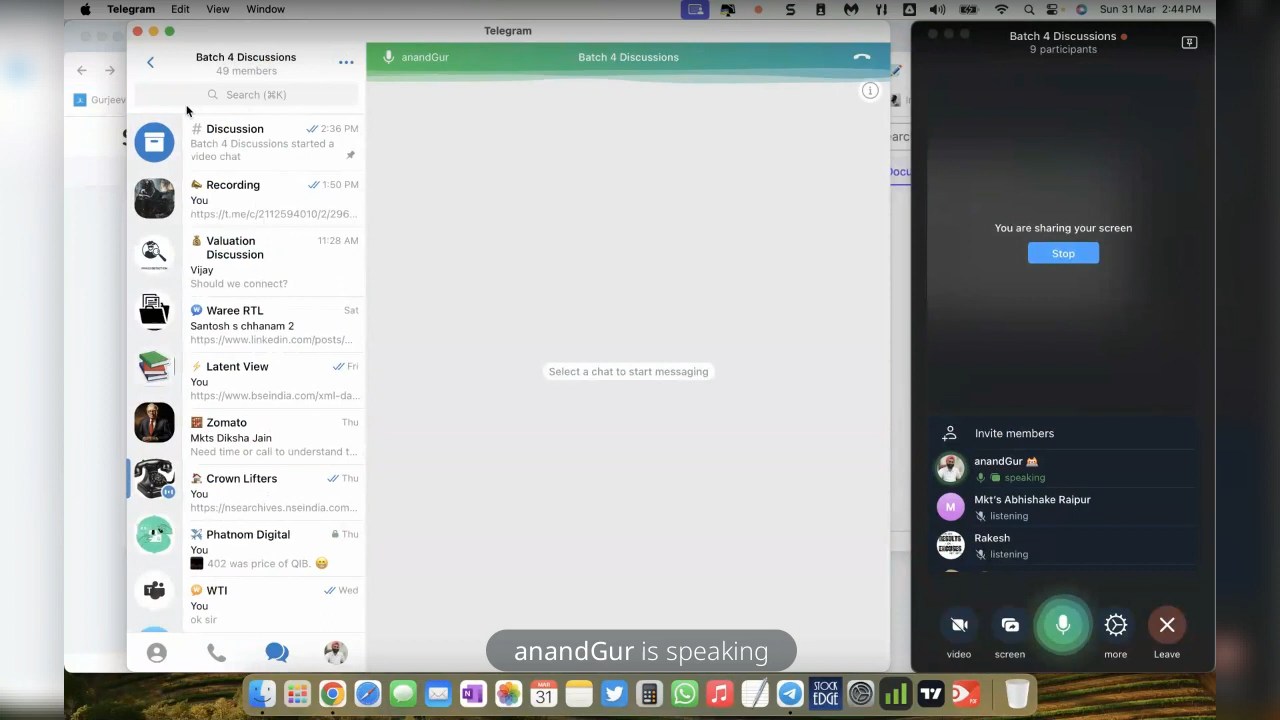 Telegram Edit View Window
Sun 31 Mar 2:44PM
Telegram
Batch 4 Discussions
49 members
Search (⌘K)
# Discussion 2:36 PM
Batch 4 Discussions started a
video chat
Recording 1:50 PM
You
https://t.me/c/2112594010/2/296...
Valuation 11:28 AM
Discussion
Vijay
Should we connect?
Waree RTL Sat
Santosh s chhanam 2
https://www.linkedin.com/posts/...
Latent View Fri
You
https://www.bseindia.com/xml-da...
Zomato Thu
Mkts Diksha Jain
Need time or call to understand t...
Crown Lifters Thu
You
https://nsearchives.nseindia.com...
Phatnom Digital Thu
You
402 was price of QIB. 😄
WTI Wed
You
ok sir
anandGur Batch 4 Discussions
Select a chat to start messaging
Gurjeev
Docu
Batch 4 Discussions
9 participants
You are sharing your screen
Stop
Invite members
anandGur
speaking
M
Mkt's Abhishake Raipur
listening
Rakesh
listening
video screen more Leave
anandGur is speaking
MAR
31
STOCK
EDGE